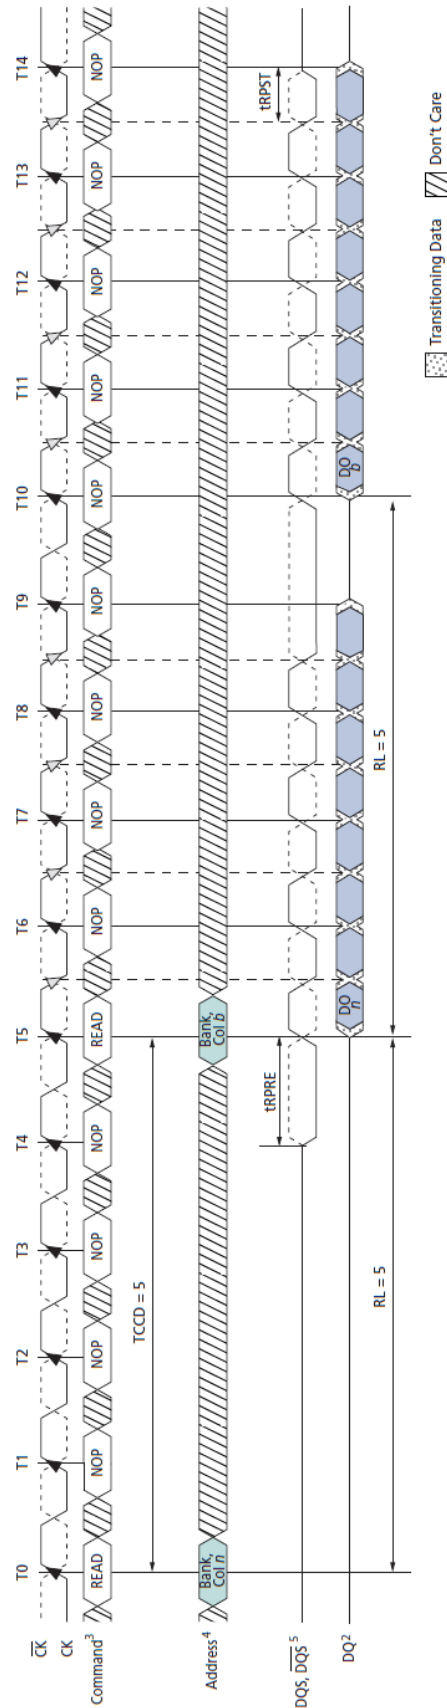 T0 T1 T2 T3 T4 T5 T6 T7 T8 T9 T10 T11 T12 T13 T14
CK
CK
Command³ READ NOP NOP NOP NOP READ NOP NOP NOP NOP NOP NOP NOP NOP NOP
TCCD = 5
Address⁴ Bank, Col n Bank, Col b
tRPRE tRPST
DQS, DQS ⁵
DQ² DO n DO b
RL = 5 RL = 5
Transitioning Data Don't Care